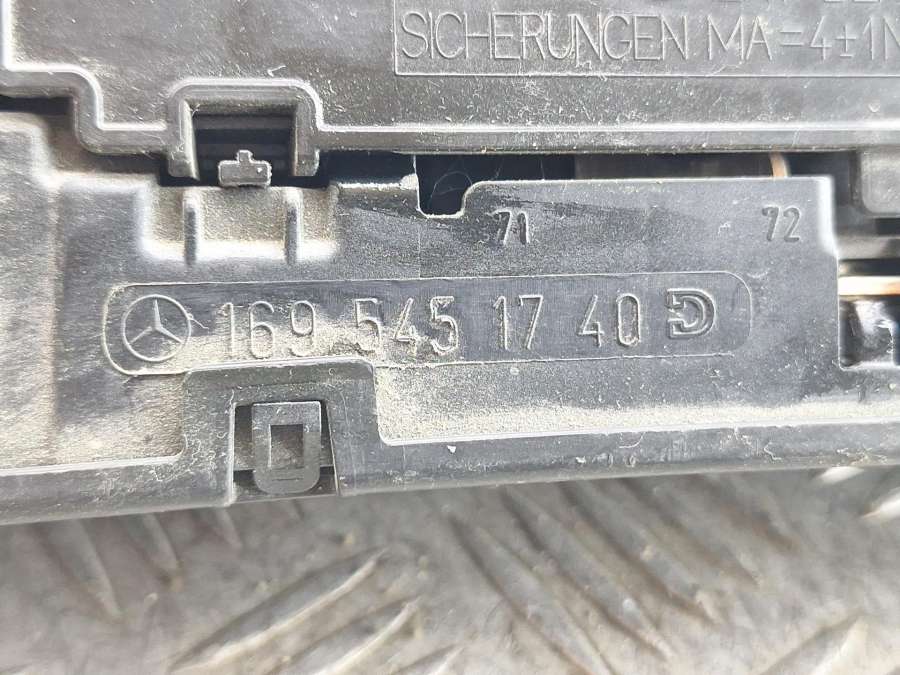 SICHERUNGEN MA=4±1N
71 72
169 545 17 40 D